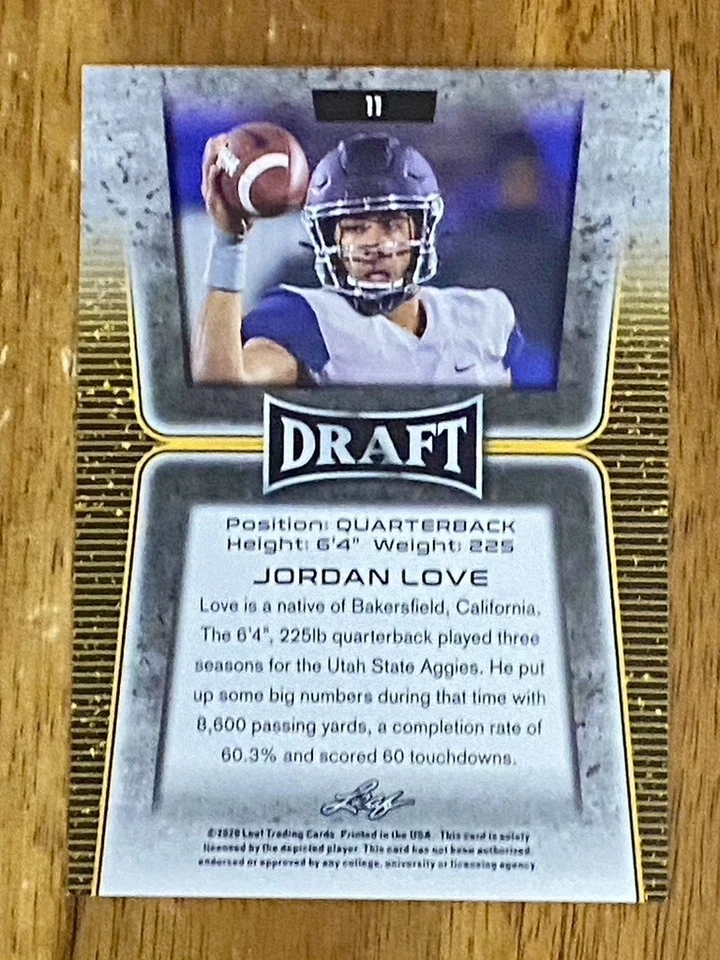 11
DRAFT
Position: QUARTERBACK
Height: 6'4" Weight: 225
JORDAN LOVE
Love is a native of Bakersfield, California.
The 6'4", 225lb quarterback played three
seasons for the Utah State Aggies. He put
up some big numbers during that time with
8,600 passing yards, a completion rate of
60.3% and scored 60 touchdowns.
Leaf
©2020 Leaf Trading Cards. Printed in the USA. This card is solely
licensed by the depicted player. This card has not been authorized,
endorsed or approved by any college, university or licensing agency.